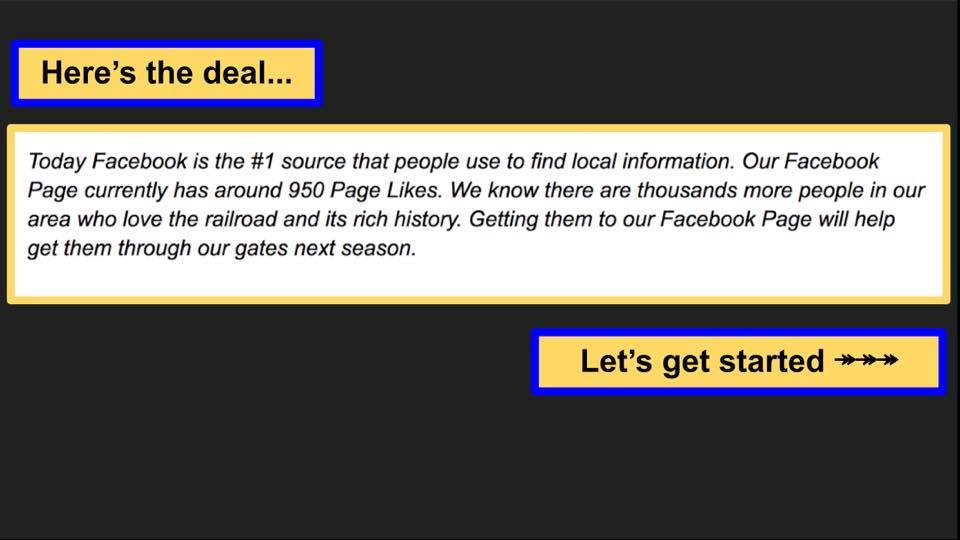 Here’s the deal...
Today Facebook is the #1 source that people use to find local information. Our Facebook
Page currently has around 950 Page Likes. We know there are thousands more people in our
area who love the railroad and its rich history. Getting them to our Facebook Page will help
get them through our gates next season.
Let’s get started ➳➳➳